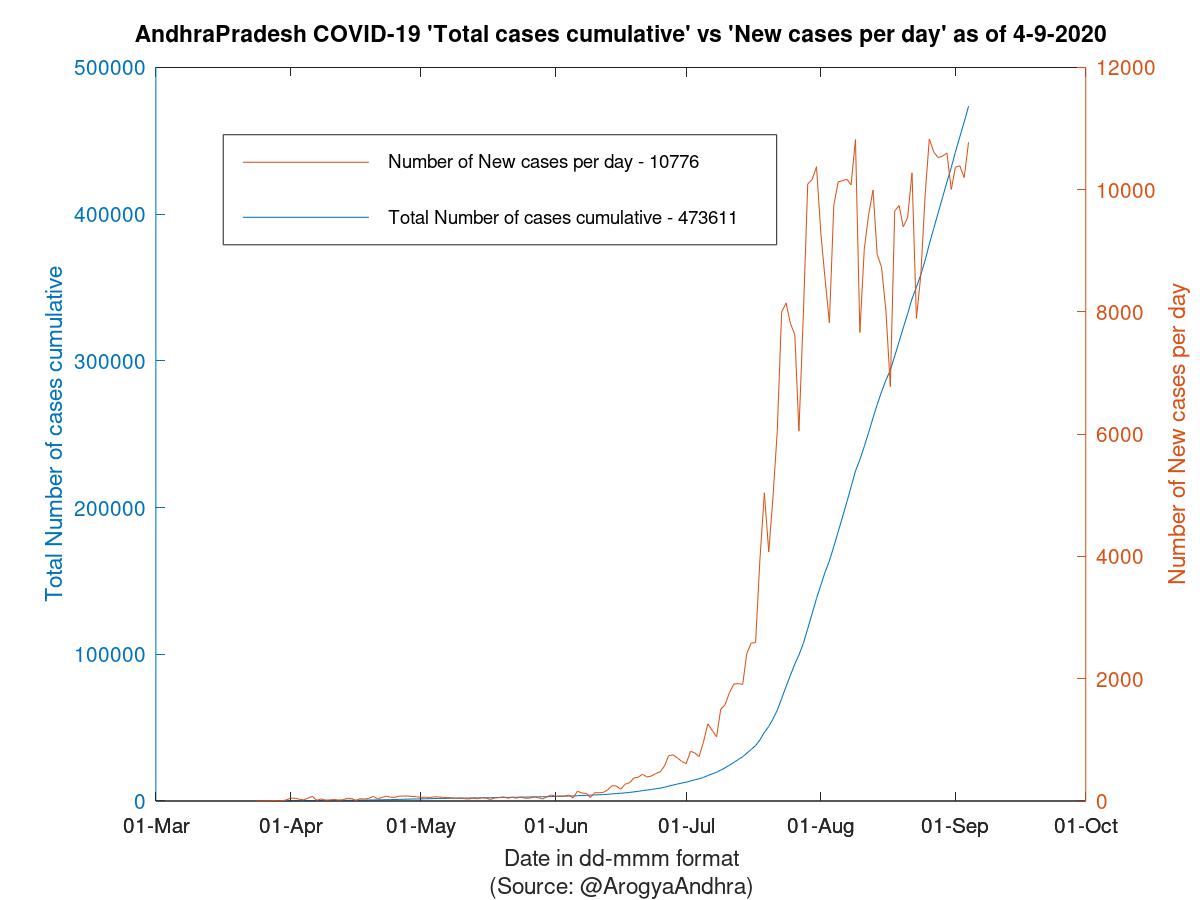 AndhraPradesh COVID-19 'Total cases cumulative' vs 'New cases per day' as of 4-9-2020
500000
400000
300000
200000
100000
0
Total Number of cases cumulative
Number of New cases per day - 10776
Total Number of cases cumulative - 473611
12000
10000
8000
6000
4000
2000
0
Number of New cases per day
01-Mar 01-Apr 01-May 01-Jun 01-Jul 01-Aug 01-Sep 01-Oct
Date in dd-mmm format
(Source: @ArogyaAndhra)